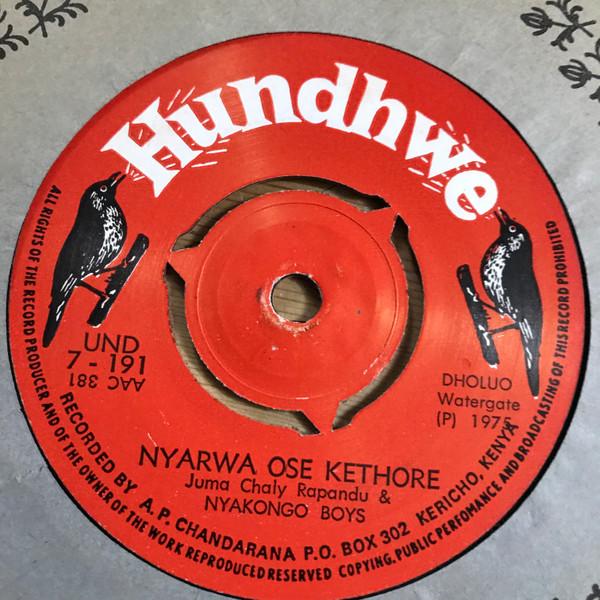 Hundhwe
UND
7 - 191
AAC 381
DHOLUO
Watergate
(P) 1975
NYARWA OSE KETHORE
Juma Chaly Rapandu &
NYAKONGO BOYS
RECORDED BY A. P. CHANDARANA P.O. BOX 302 KERICHO, KENYA
ALL RIGHTS OF THE RECORD PRODUCER AND OF THE OWNER OF THE WORK REPRODUCED RESERVED COPYING, PUBLIC PERFOMANCE AND BROADCASTING OF THIS RECORD PROHIBITED